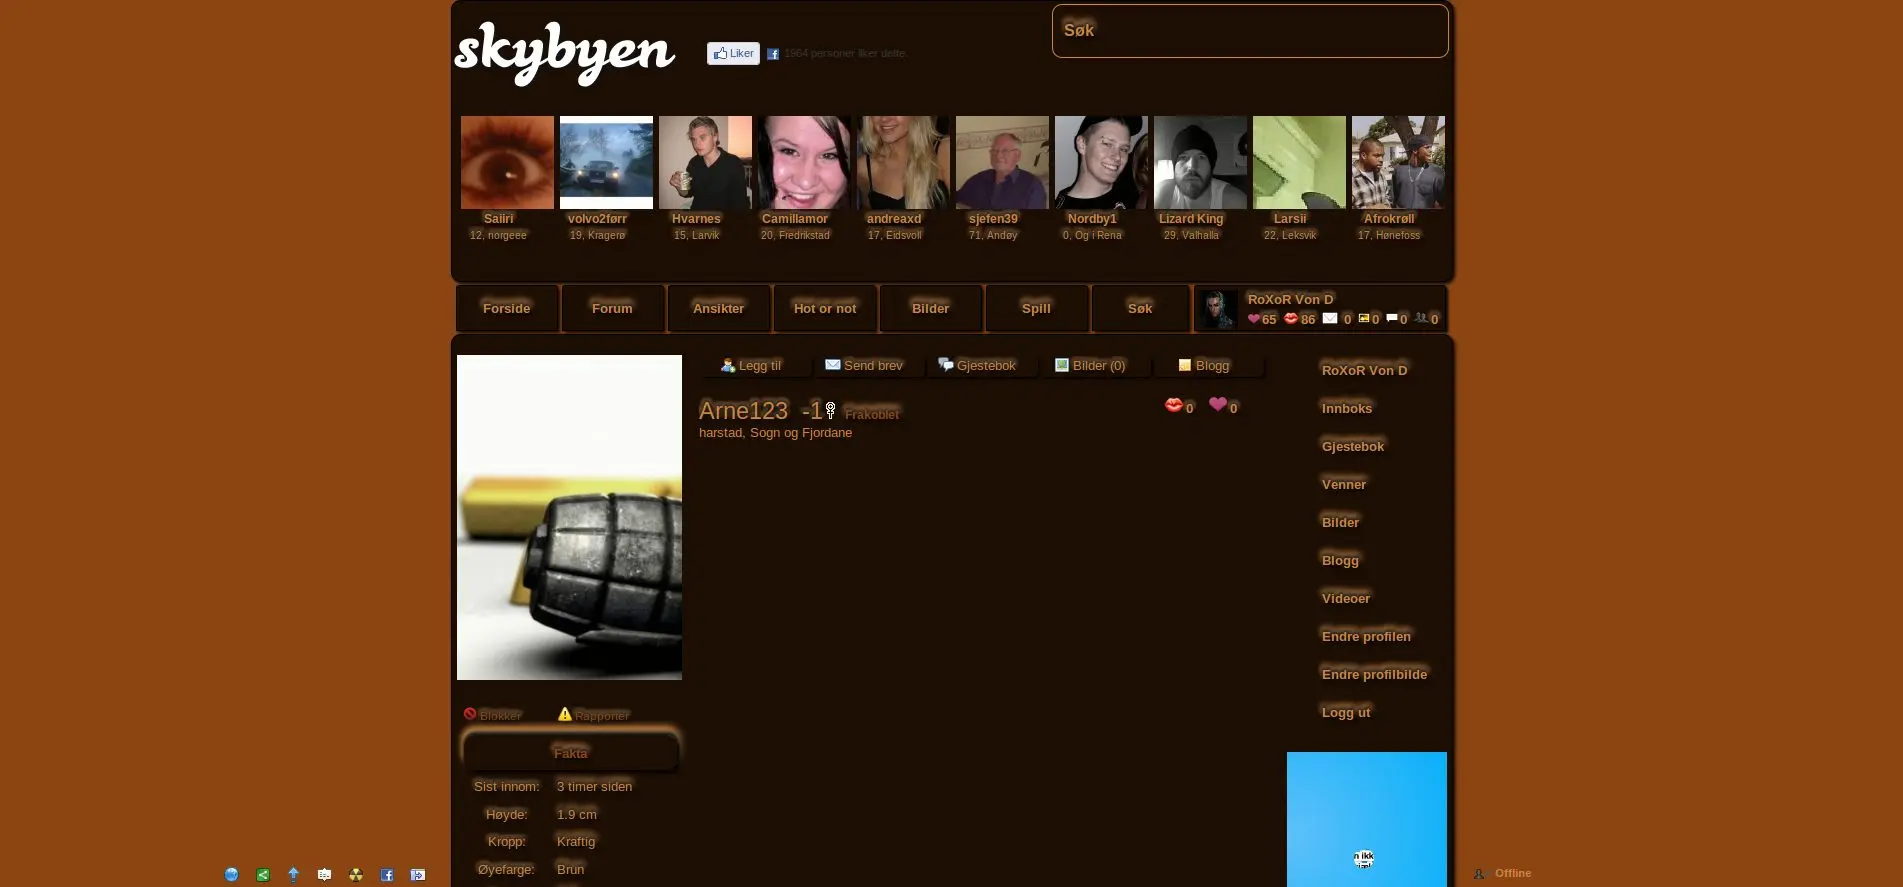 skybyen
Liker
1964 personer liker dette.
Søk
Saiiri
12, norgeee
volvo2førr
19, Kragerø
Hvarnes
15, Larvik
Camillamor
20, Fredrikstad
andreaxd
17, Eidsvoll
sjefen39
71, Andøy
Nordby1
0, Og i Rena
Lizard King
29, Valhalla
Larsii
22, Leksvik
Afrokrøll
17, Hønefoss
Forside
Forum
Ansikter
Hot or not
Bilder
Spill
Søk
RoXoR Von D
65 86 0 0 0 0
Legg til
Send brev
Gjestebok
Bilder (0)
Blogg
Arne123 -1 Frakoblet
0 0
harstad, Sogn og Fjordane
Blokker
Rapporter
Fakta
Sist innom: 3 timer siden
Høyde: 1.9 cm
Kropp: Kraftig
Øyefarge: Brun
RoXoR Von D
Innboks
Gjestebok
Venner
Bilder
Blogg
Videoer
Endre profilen
Endre profilbilde
Logg ut
n ikk
Offline